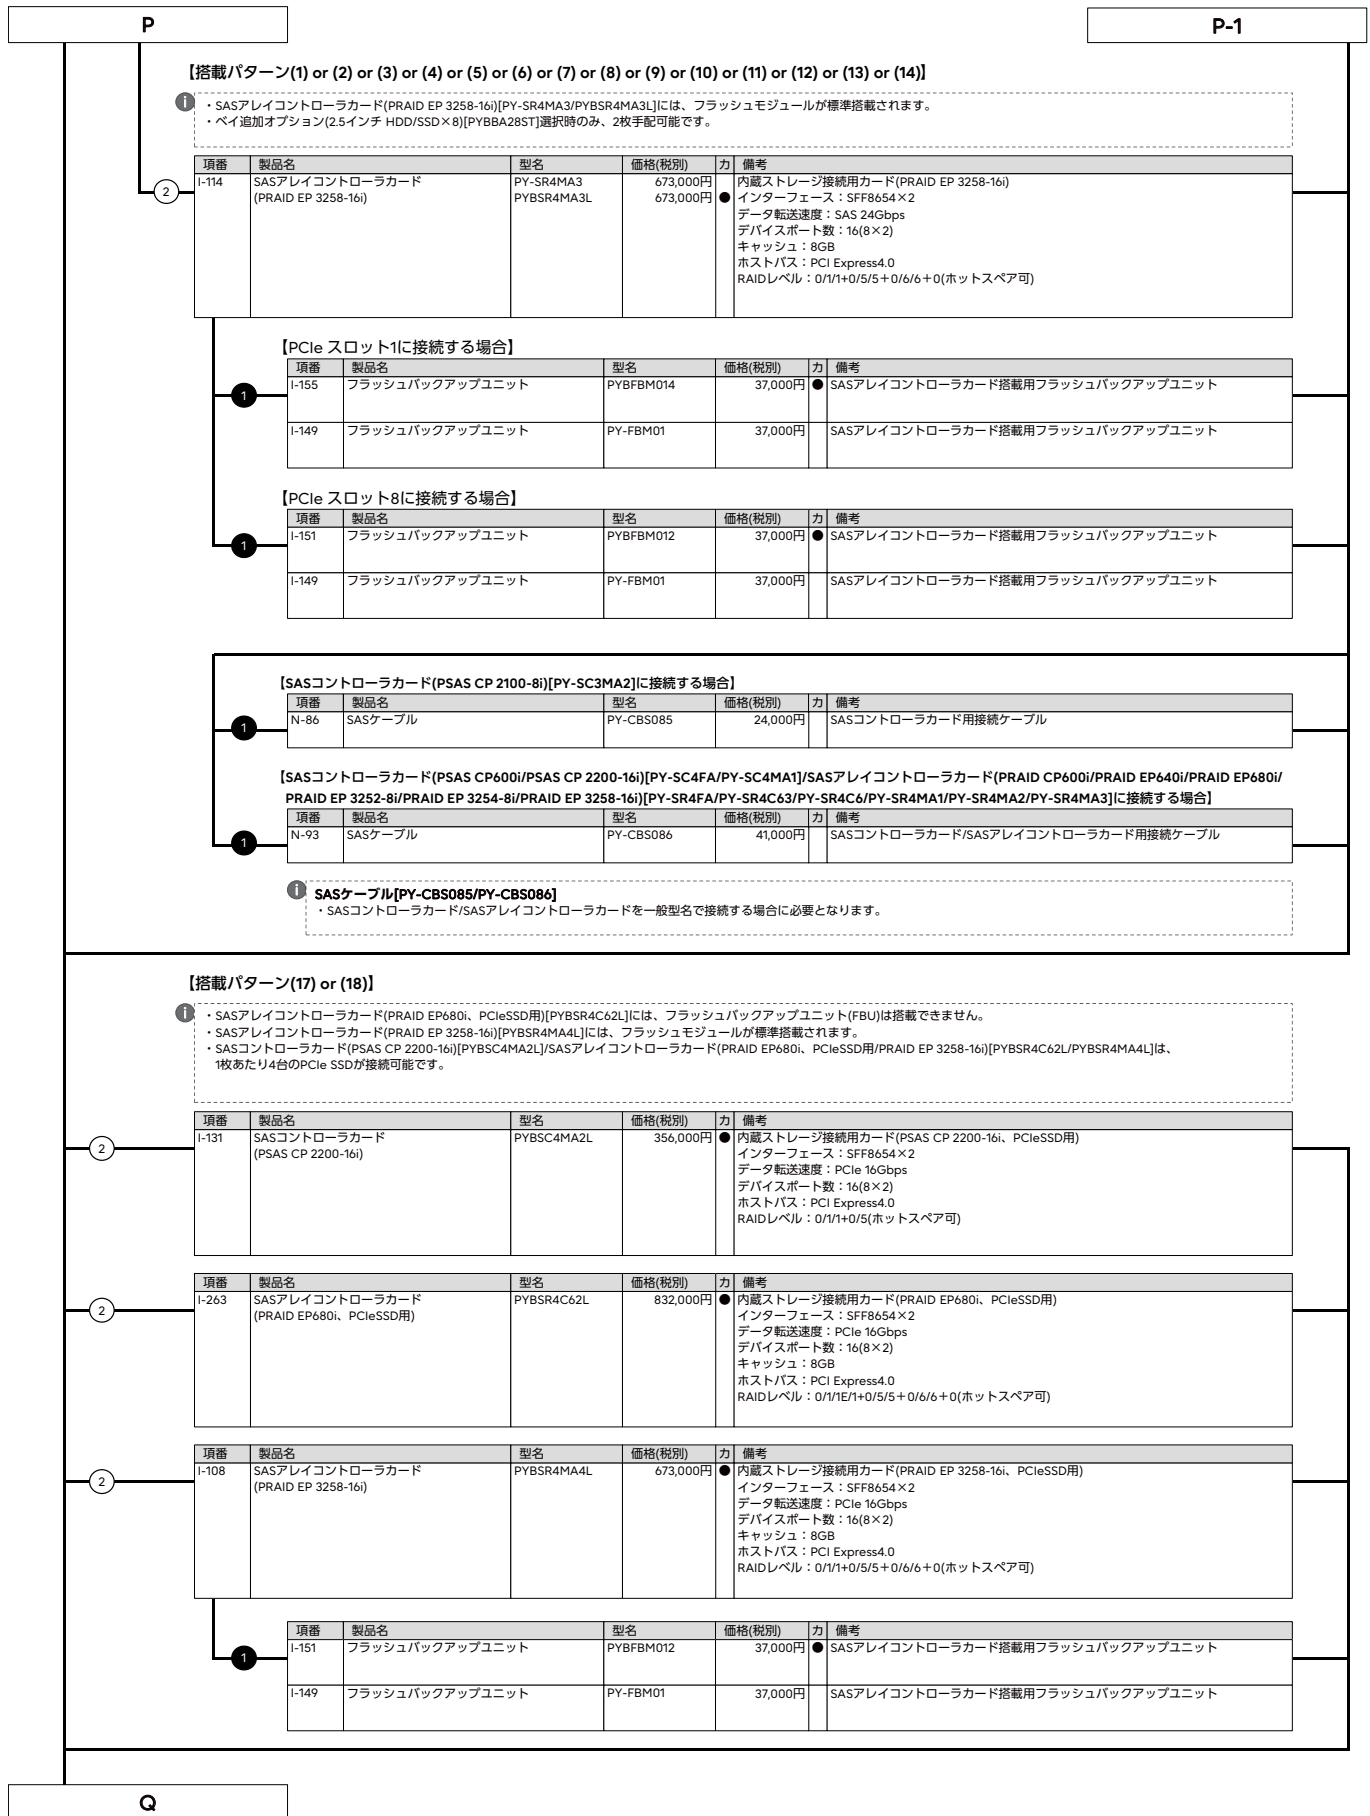 P
P-1
【搭載パターン(1) or (2) or (3) or (4) or (5) or (6) or (7) or (8) or (9) or (10) or (11) or (12) or (13) or (14)】
i ・SASアレイコントローラカード(PRAID EP 3258-16i)[PY-SR4MA3/PYBSR4MA3L]には、フラッシュモジュールが標準搭載されます。
・ベイ追加オプション(2.5インチ HDD/SSD×8)[PYBBA28ST]選択時のみ、2枚手配可能です。
項番 製品名 型名 価格(税別) カ 備考
2 I-114 SASアレイコントローラカード PY-SR4MA3 673,000円 内蔵ストレージ接続用カード(PRAID EP 3258-16i)
(PRAID EP 3258-16i) PYBSR4MA3L 673,000円 ● インターフェース：SFF8654×2
データ転送速度：SAS 24Gbps
デバイスポート数：16(8×2)
キャッシュ：8GB
ホストバス：PCI Express4.0
RAIDレベル：0/1/1+0/5/5＋0/6/6＋0(ホットスペア可)
【PCIe スロット1に接続する場合】
項番 製品名 型名 価格(税別) カ 備考
1 I-155 フラッシュバックアップユニット PYBFBM014 37,000円 ● SASアレイコントローラカード搭載用フラッシュバックアップユニット
I-149 フラッシュバックアップユニット PY-FBM01 37,000円 SASアレイコントローラカード搭載用フラッシュバックアップユニット
【PCIe スロット8に接続する場合】
項番 製品名 型名 価格(税別) カ 備考
1 I-151 フラッシュバックアップユニット PYBFBM012 37,000円 ● SASアレイコントローラカード搭載用フラッシュバックアップユニット
I-149 フラッシュバックアップユニット PY-FBM01 37,000円 SASアレイコントローラカード搭載用フラッシュバックアップユニット
【SASコントローラカード(PSAS CP 2100-8i)[PY-SC3MA2]に接続する場合】
項番 製品名 型名 価格(税別) カ 備考
1 N-86 SASケーブル PY-CBS085 24,000円 SASコントローラカード用接続ケーブル
【SASコントローラカード(PSAS CP600i/PSAS CP 2200-16i)[PY-SC4FA/PY-SC4MA1]/SASアレイコントローラカード(PRAID CP600i/PRAID EP640i/PRAID EP680i/
PRAID EP 3252-8i/PRAID EP 3254-8i/PRAID EP 3258-16i)[PY-SR4FA/PY-SR4C63/PY-SR4C6/PY-SR4MA1/PY-SR4MA2/PY-SR4MA3]に接続する場合】
項番 製品名 型名 価格(税別) カ 備考
1 N-93 SASケーブル PY-CBS086 41,000円 SASコントローラカード/SASアレイコントローラカード用接続ケーブル
i SASケーブル[PY-CBS085/PY-CBS086]
・SASコントローラカード/SASアレイコントローラカードを一般型名で接続する場合に必要となります。
【搭載パターン(17) or (18)】
i ・SASアレイコントローラカード(PRAID EP680i、PCIeSSD用)[PYBSR4C62L]には、フラッシュバックアップユニット(FBU)は搭載できません。
・SASアレイコントローラカード(PRAID EP 3258-16i)[PYBSR4MA4L]には、フラッシュモジュールが標準搭載されます。
・SASコントローラカード(PSAS CP 2200-16i)[PYBSC4MA2L]/SASアレイコントローラカード(PRAID EP680i、PCIeSSD用/PRAID EP 3258-16i)[PYBSR4C62L/PYBSR4MA4L]は、
1枚あたり4台のPCIe SSDが接続可能です。
項番 製品名 型名 価格(税別) カ 備考
2 I-131 SASコントローラカード PYBSC4MA2L 356,000円 ● 内蔵ストレージ接続用カード(PSAS CP 2200-16i、PCIeSSD用)
(PSAS CP 2200-16i) インターフェース：SFF8654×2
データ転送速度：PCIe 16Gbps
デバイスポート数：16(8×2)
ホストバス：PCI Express4.0
RAIDレベル：0/1/1+0/5(ホットスペア可)
項番 製品名 型名 価格(税別) カ 備考
2 I-263 SASアレイコントローラカード PYBSR4C62L 832,000円 ● 内蔵ストレージ接続用カード(PRAID EP680i、PCIeSSD用)
(PRAID EP680i、PCIeSSD用) インターフェース：SFF8654×2
データ転送速度：PCIe 16Gbps
デバイスポート数：16(8×2)
キャッシュ：8GB
ホストバス：PCI Express4.0
RAIDレベル：0/1/1E/1+0/5/5＋0/6/6＋0(ホットスペア可)
項番 製品名 型名 価格(税別) カ 備考
2 I-108 SASアレイコントローラカード PYBSR4MA4L 673,000円 ● 内蔵ストレージ接続用カード(PRAID EP 3258-16i、PCIeSSD用)
(PRAID EP 3258-16i) インターフェース：SFF8654×2
データ転送速度：PCIe 16Gbps
デバイスポート数：16(8×2)
キャッシュ：8GB
ホストバス：PCI Express4.0
RAIDレベル：0/1/1+0/5/5＋0/6/6＋0(ホットスペア可)
項番 製品名 型名 価格(税別) カ 備考
1 I-151 フラッシュバックアップユニット PYBFBM012 37,000円 ● SASアレイコントローラカード搭載用フラッシュバックアップユニット
I-149 フラッシュバックアップユニット PY-FBM01 37,000円 SASアレイコントローラカード搭載用フラッシュバックアップユニット
Q